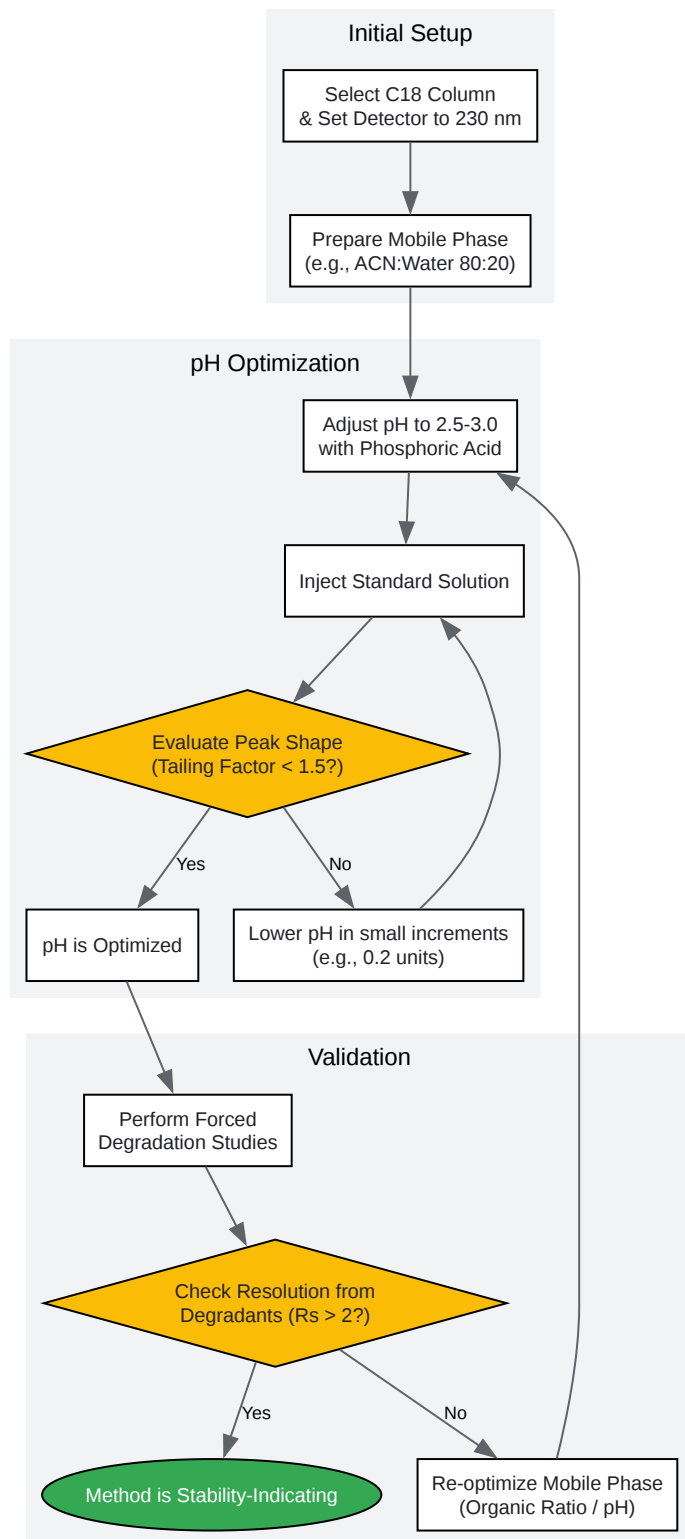 Initial Setup
Select C18 Column
& Set Detector to 230 nm
Prepare Mobile Phase
(e.g., ACN:Water 80:20)
pH Optimization
Adjust pH to 2.5-3.0
with Phosphoric Acid
Inject Standard Solution
Evaluate Peak Shape
(Tailing Factor < 1.5?)
Yes
No
pH is Optimized
Lower pH in small increments
(e.g., 0.2 units)
Validation
Perform Forced
Degradation Studies
Check Resolution from
Degradants (Rs > 2?)
Yes
No
Method is Stability-Indicating
Re-optimize Mobile Phase
(Organic Ratio / pH)